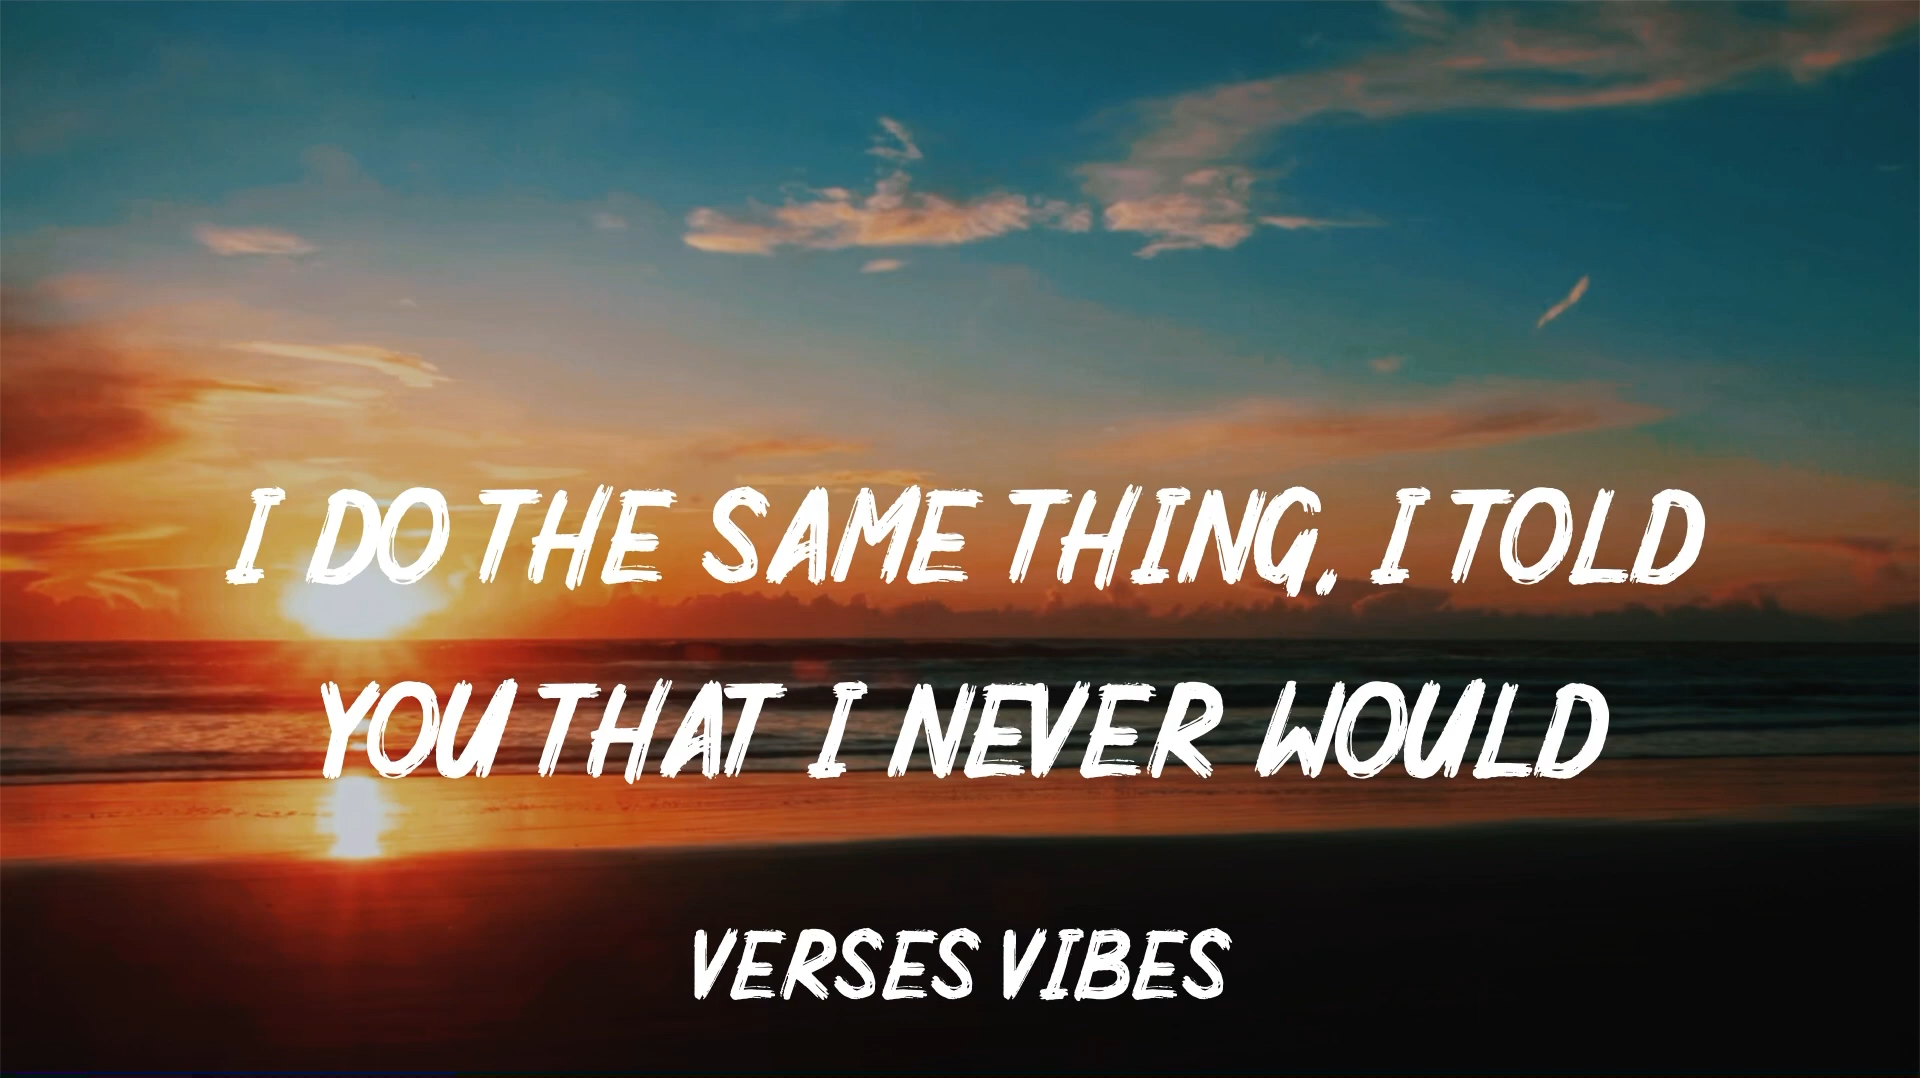 I DO THE SAME THING, I TOLD
YOU THAT I NEVER WOULD
VERSES VIBES